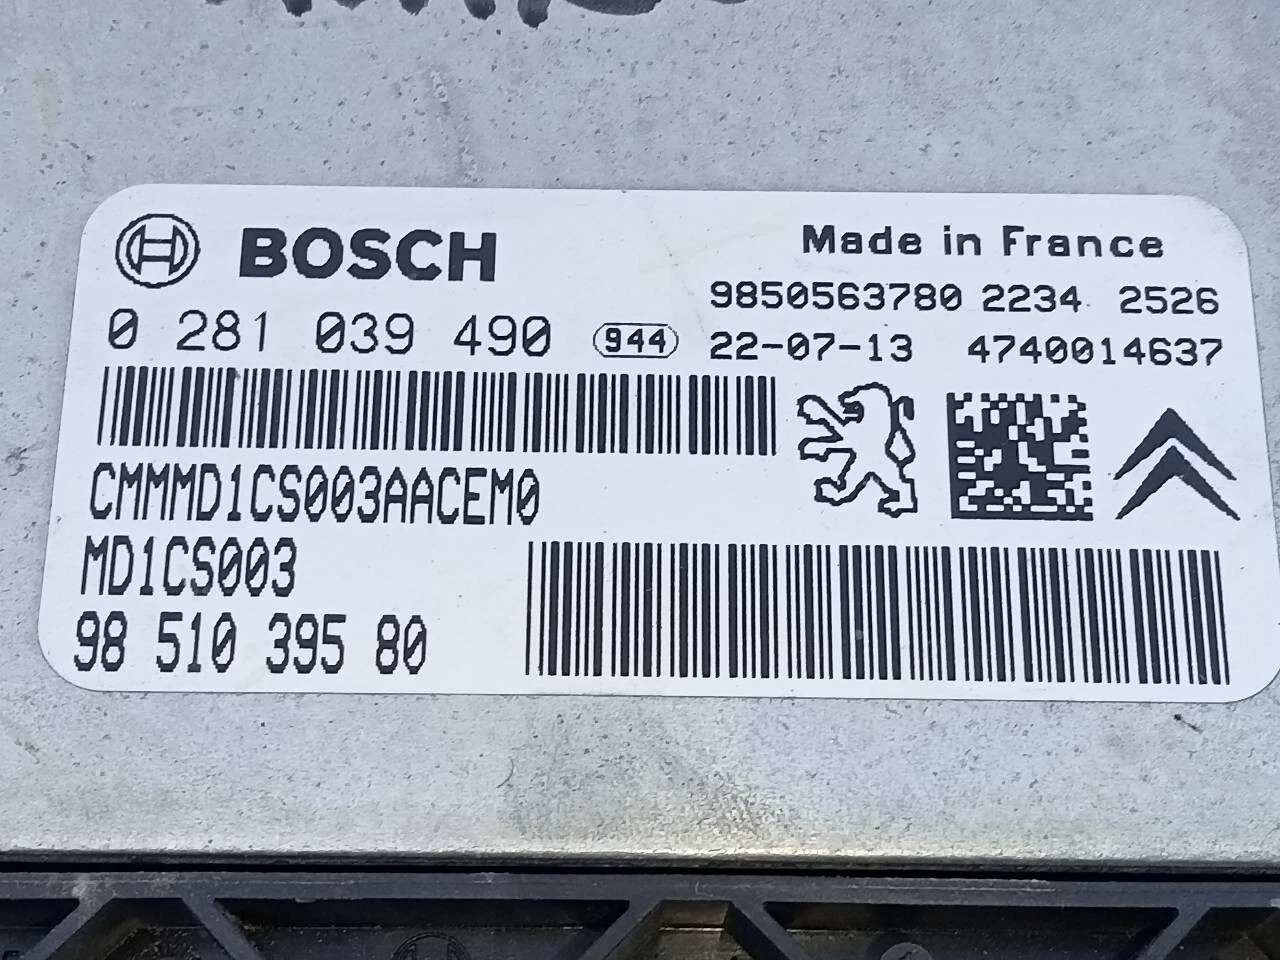 BOSCH
Made in France
9850563780 2234 2526
0 281 039 490 944 22-07-13 4740014637
CMMMD1CS003AACEM0
MD1CS003
98 510 395 80